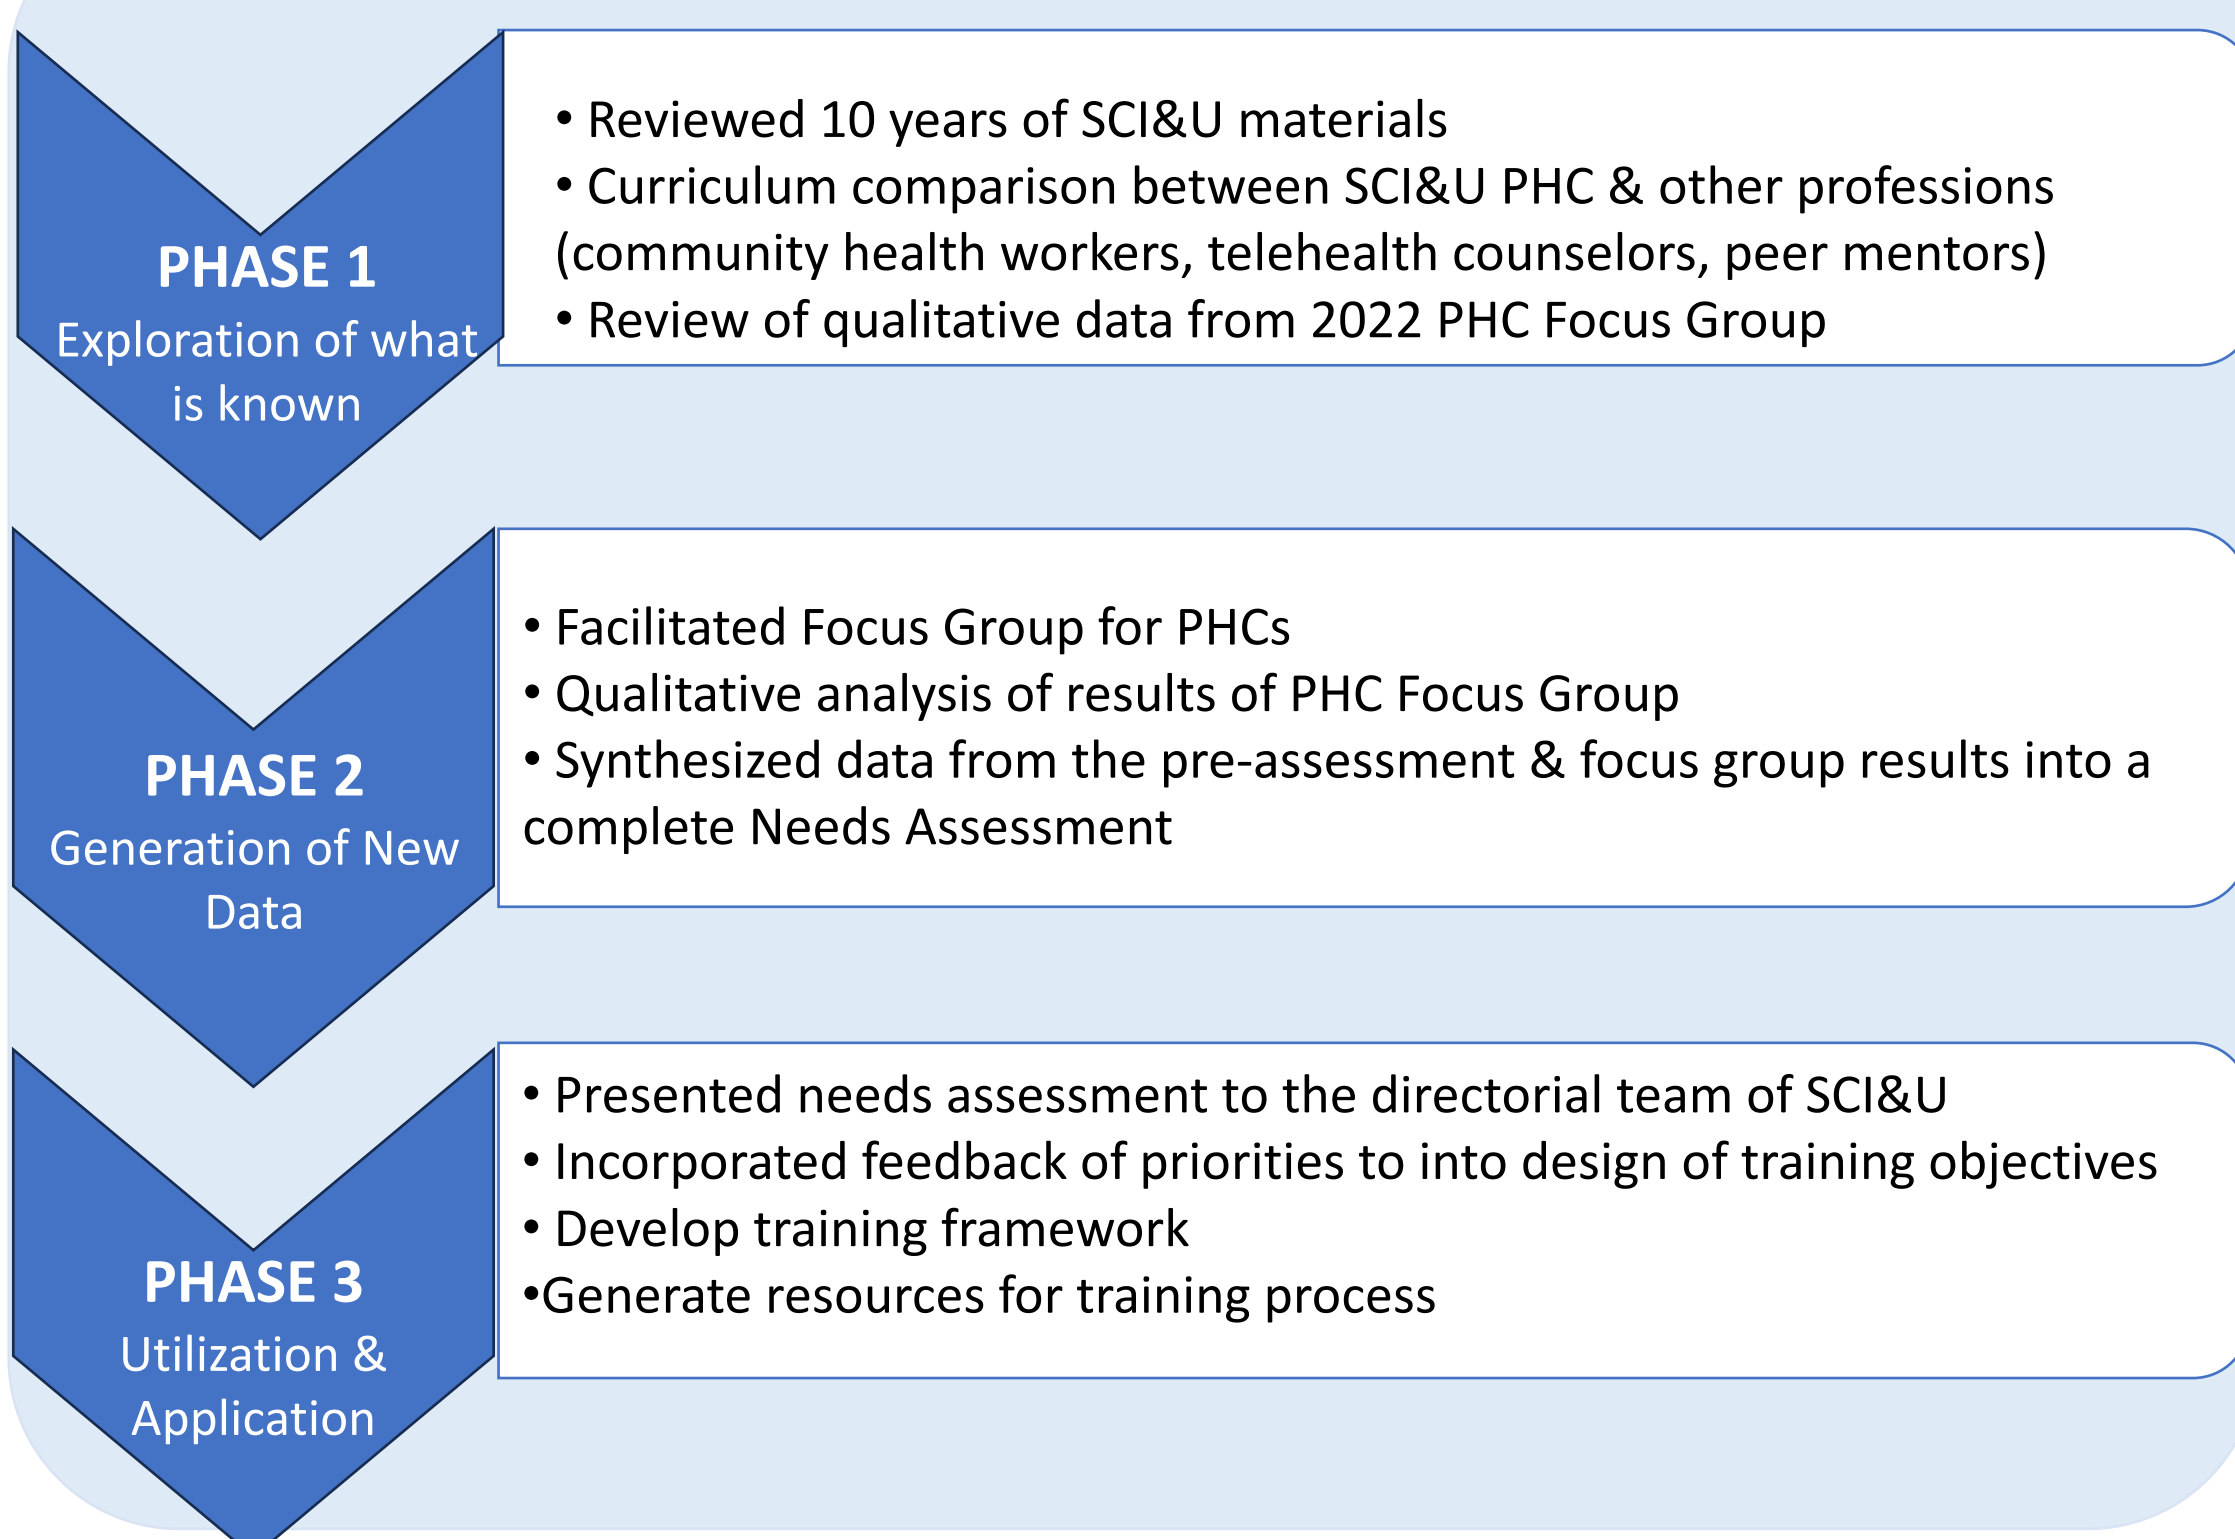 PHASE 1
Exploration of what
is known
• Reviewed 10 years of SCI&U materials
• Curriculum comparison between SCI&U PHC & other professions
(community health workers, telehealth counselors, peer mentors)
• Review of qualitative data from 2022 PHC Focus Group
PHASE 2
Generation of New
Data
• Facilitated Focus Group for PHCs
• Qualitative analysis of results of PHC Focus Group
• Synthesized data from the pre-assessment & focus group results into a
complete Needs Assessment
PHASE 3
Utilization &
Application
• Presented needs assessment to the directorial team of SCI&U
• Incorporated feedback of priorities to into design of training objectives
• Develop training framework
•Generate resources for training process